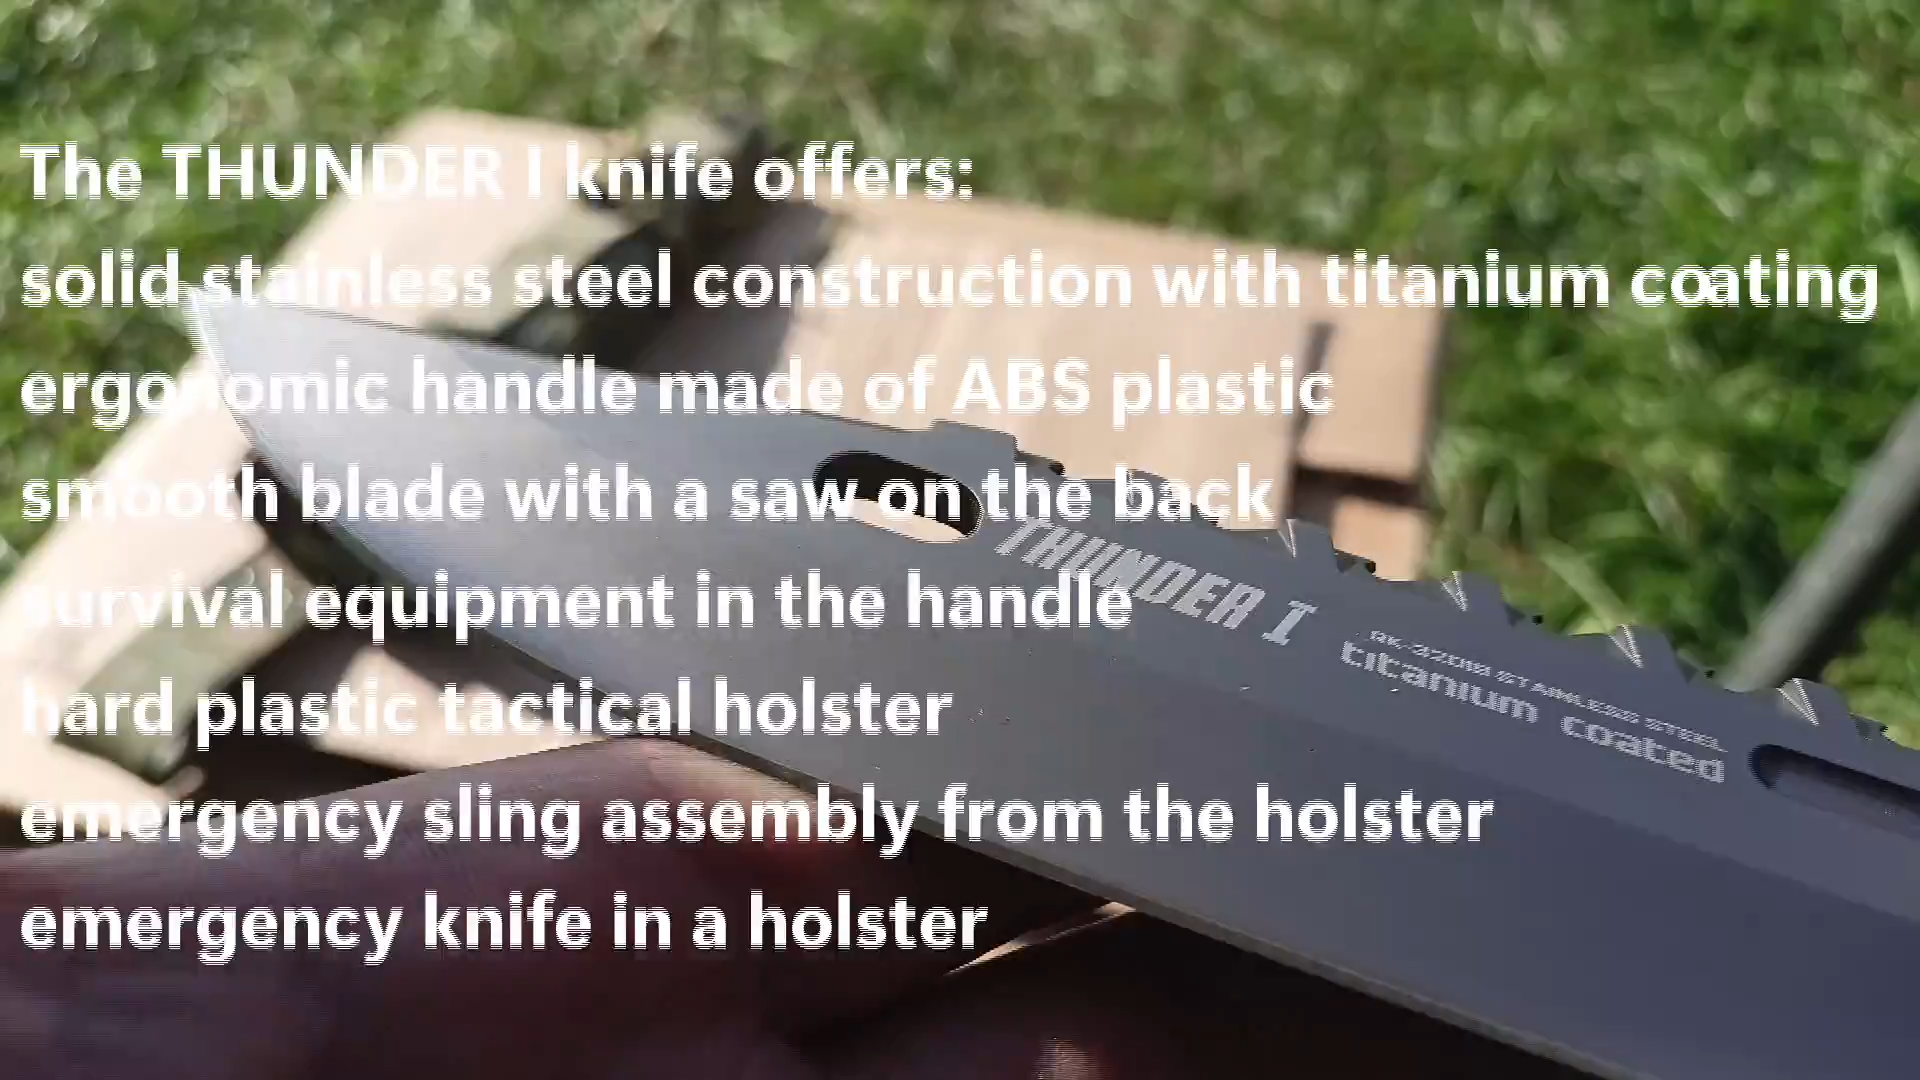 The THUNDER I knife offers:
solid stainless steel construction with titanium coating
ergonomic handle made of ABS plastic
smooth blade with a saw on the back
survival equipment in the handle
hard plastic tactical holster
emergency sling assembly from the holster
emergency knife in a holster
THUNDER I
STAINLESS STEEL
titanium coated